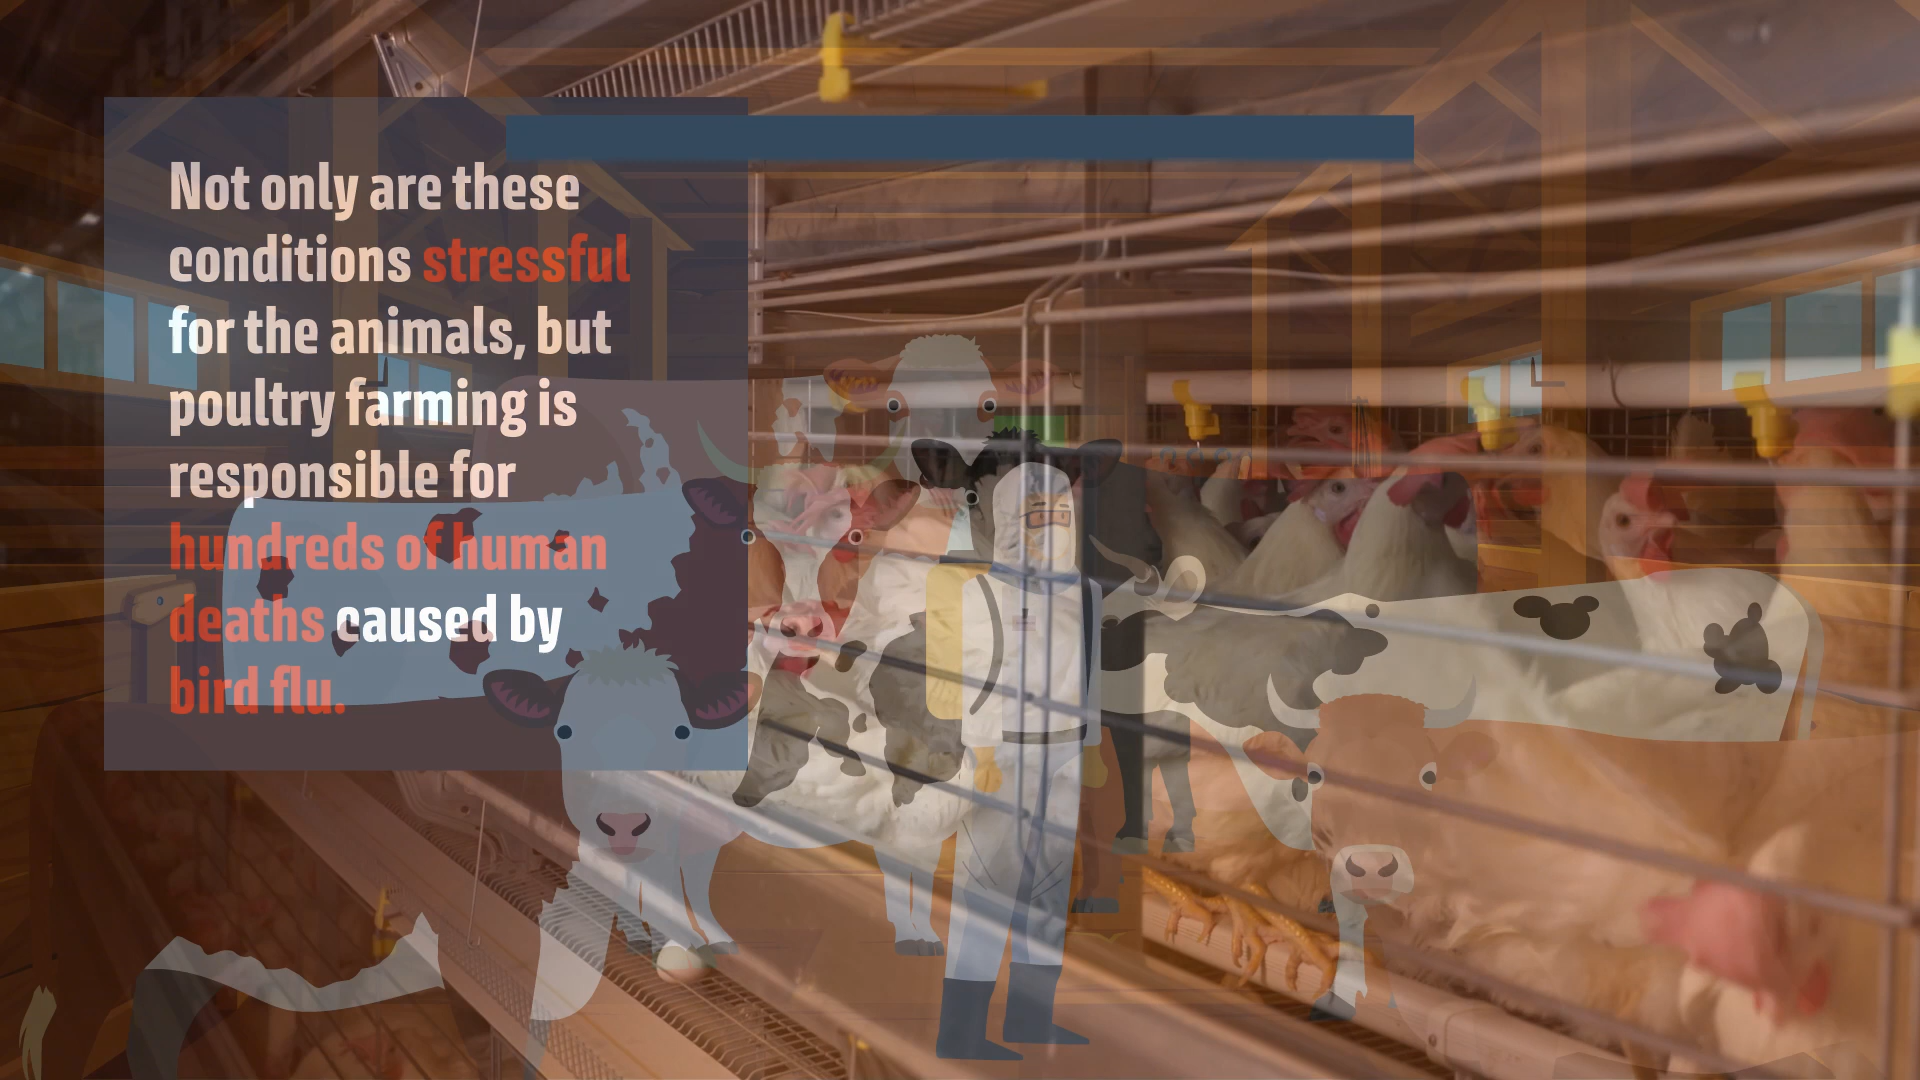 Not only are these
conditions stressful
for the animals, but
poultry farming is
responsible for
hundreds of human
deaths caused by
bird flu.